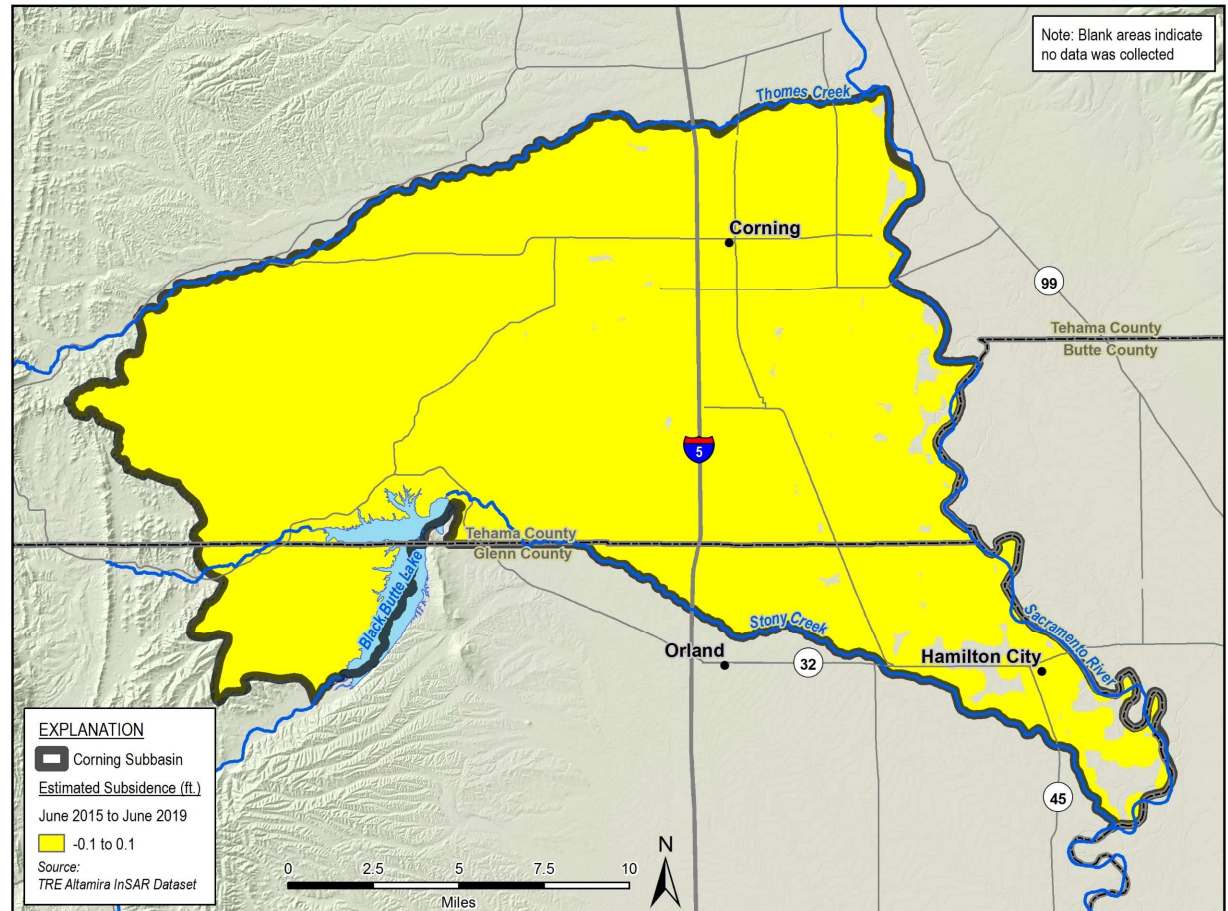 Note: Blank areas indicate
no data was collected
Thomes Creek
Corning
99
Tehama County
Butte County
5
Tehama County
Glenn County
Black Butte Lake
Stony Creek
Sacramento River
Orland
32
Hamilton City
45
EXPLANATION
Corning Subbasin
Estimated Subsidence (ft.)
June 2015 to June 2019
-0.1 to 0.1
Source:
TRE Altamira InSAR Dataset
0 2.5 5 7.5 10
Miles
N